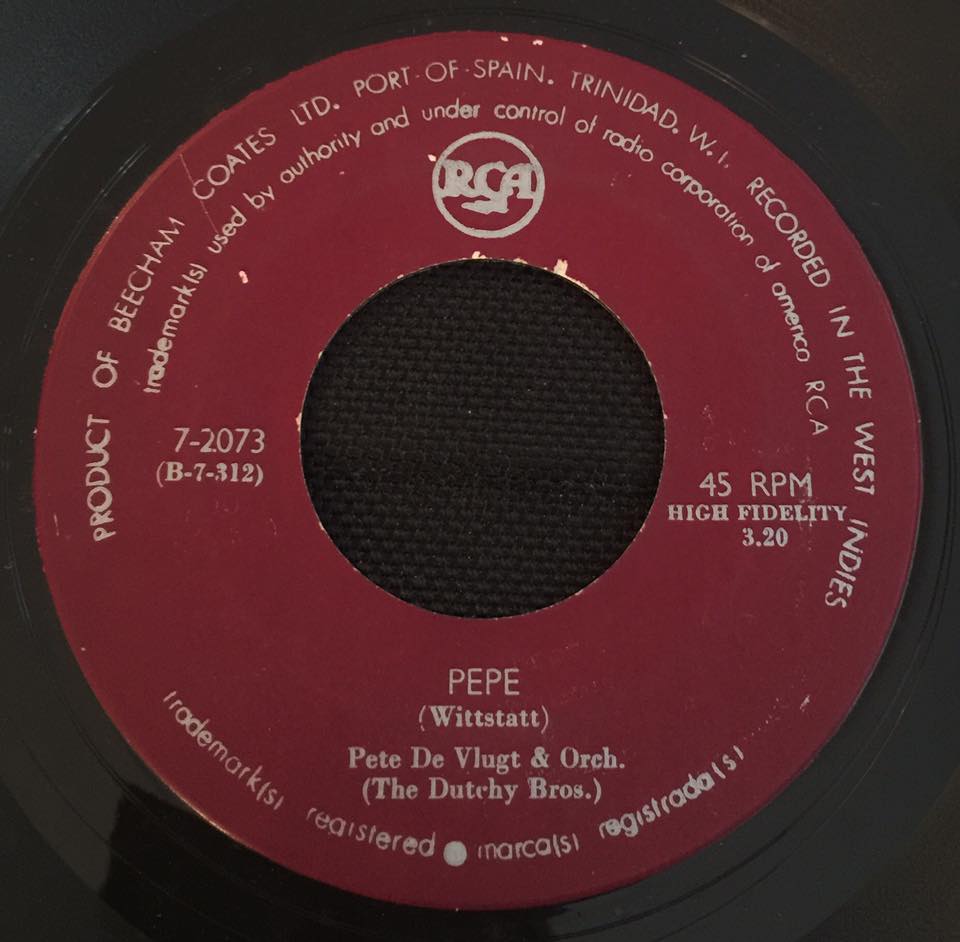 PRODUCT OF BEECHAM COATES LTD. PORT-OF-SPAIN. TRINIDAD. W.I. RECORDED IN THE WEST INDIES
trademark(s) used by authority and under control of radio corporation of america RCA
RCA
7-2073
(B-7-312)
45 RPM
HIGH FIDELITY
3.20
PEPE
(Wittstatt)
Pete De Vlugt & Orch.
(The Dutchy Bros.)
trademark(s) registered ● marca(s) registrada(s)